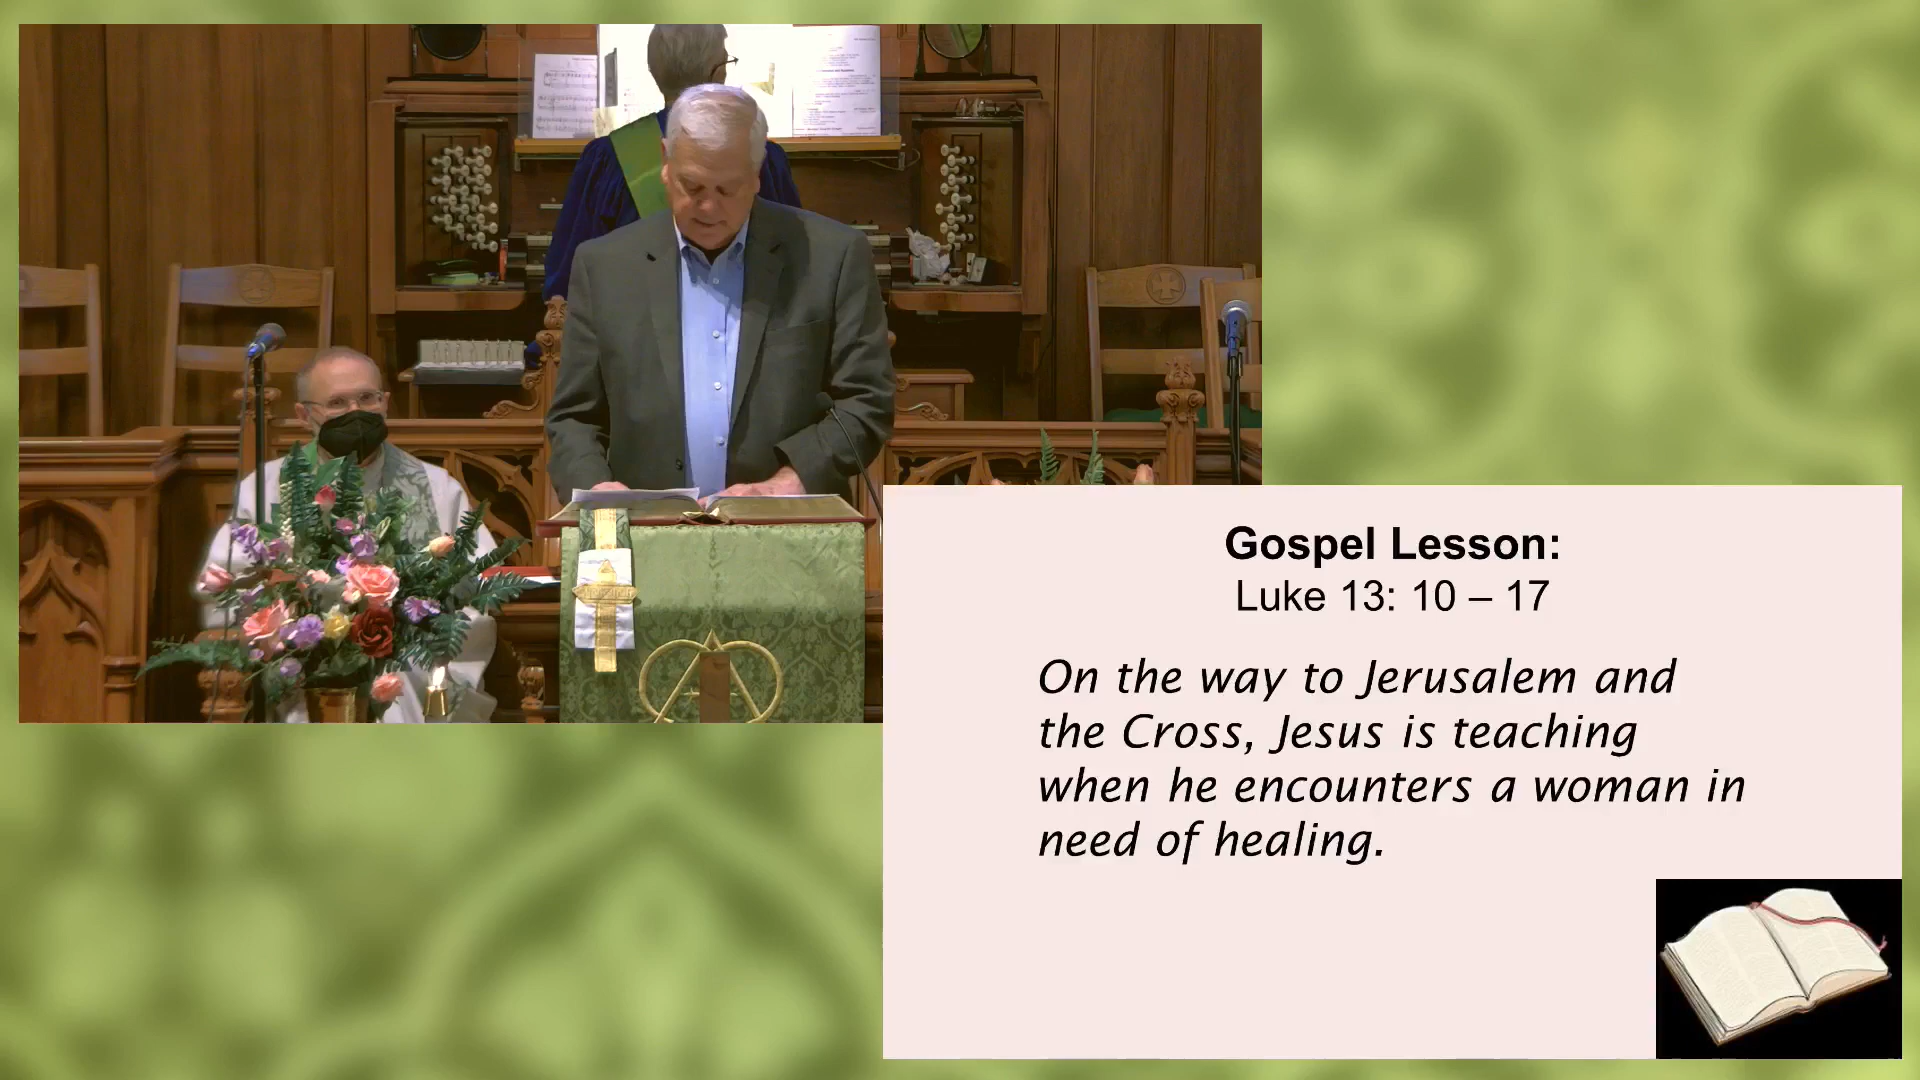 Gospel Lesson:
Luke 13: 10 – 17
On the way to Jerusalem and
the Cross, Jesus is teaching
when he encounters a woman in
need of healing.